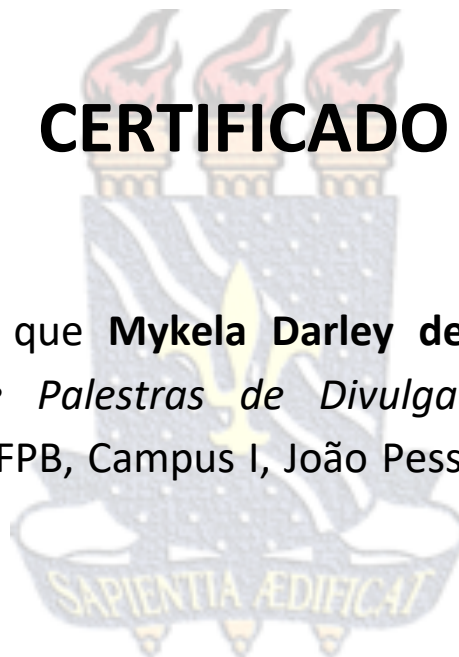 CERTIFICADO
que Mykela Darley de
Palestras de Divulga
FPB, Campus I, João Pess
SAPIENTIA ÆDIFICAT